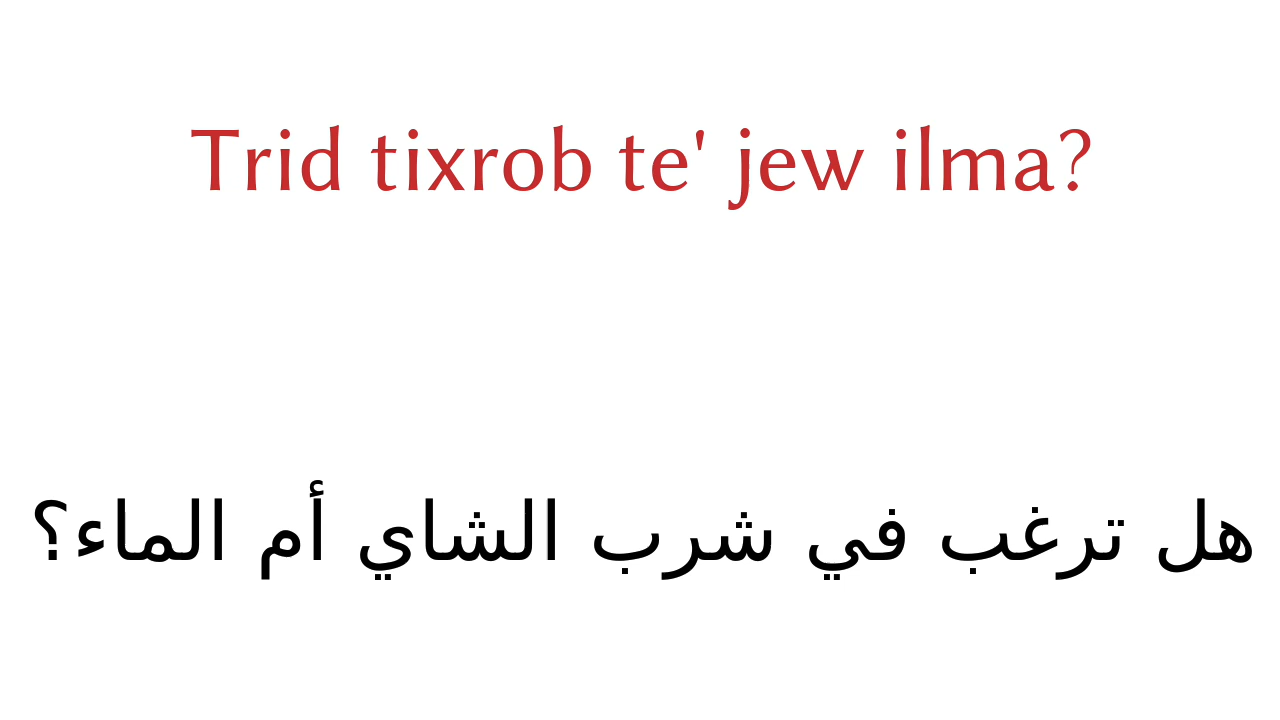 Trid tixrob te' jew ilma?
هل ترغب في شرب الشاي أم الماء؟